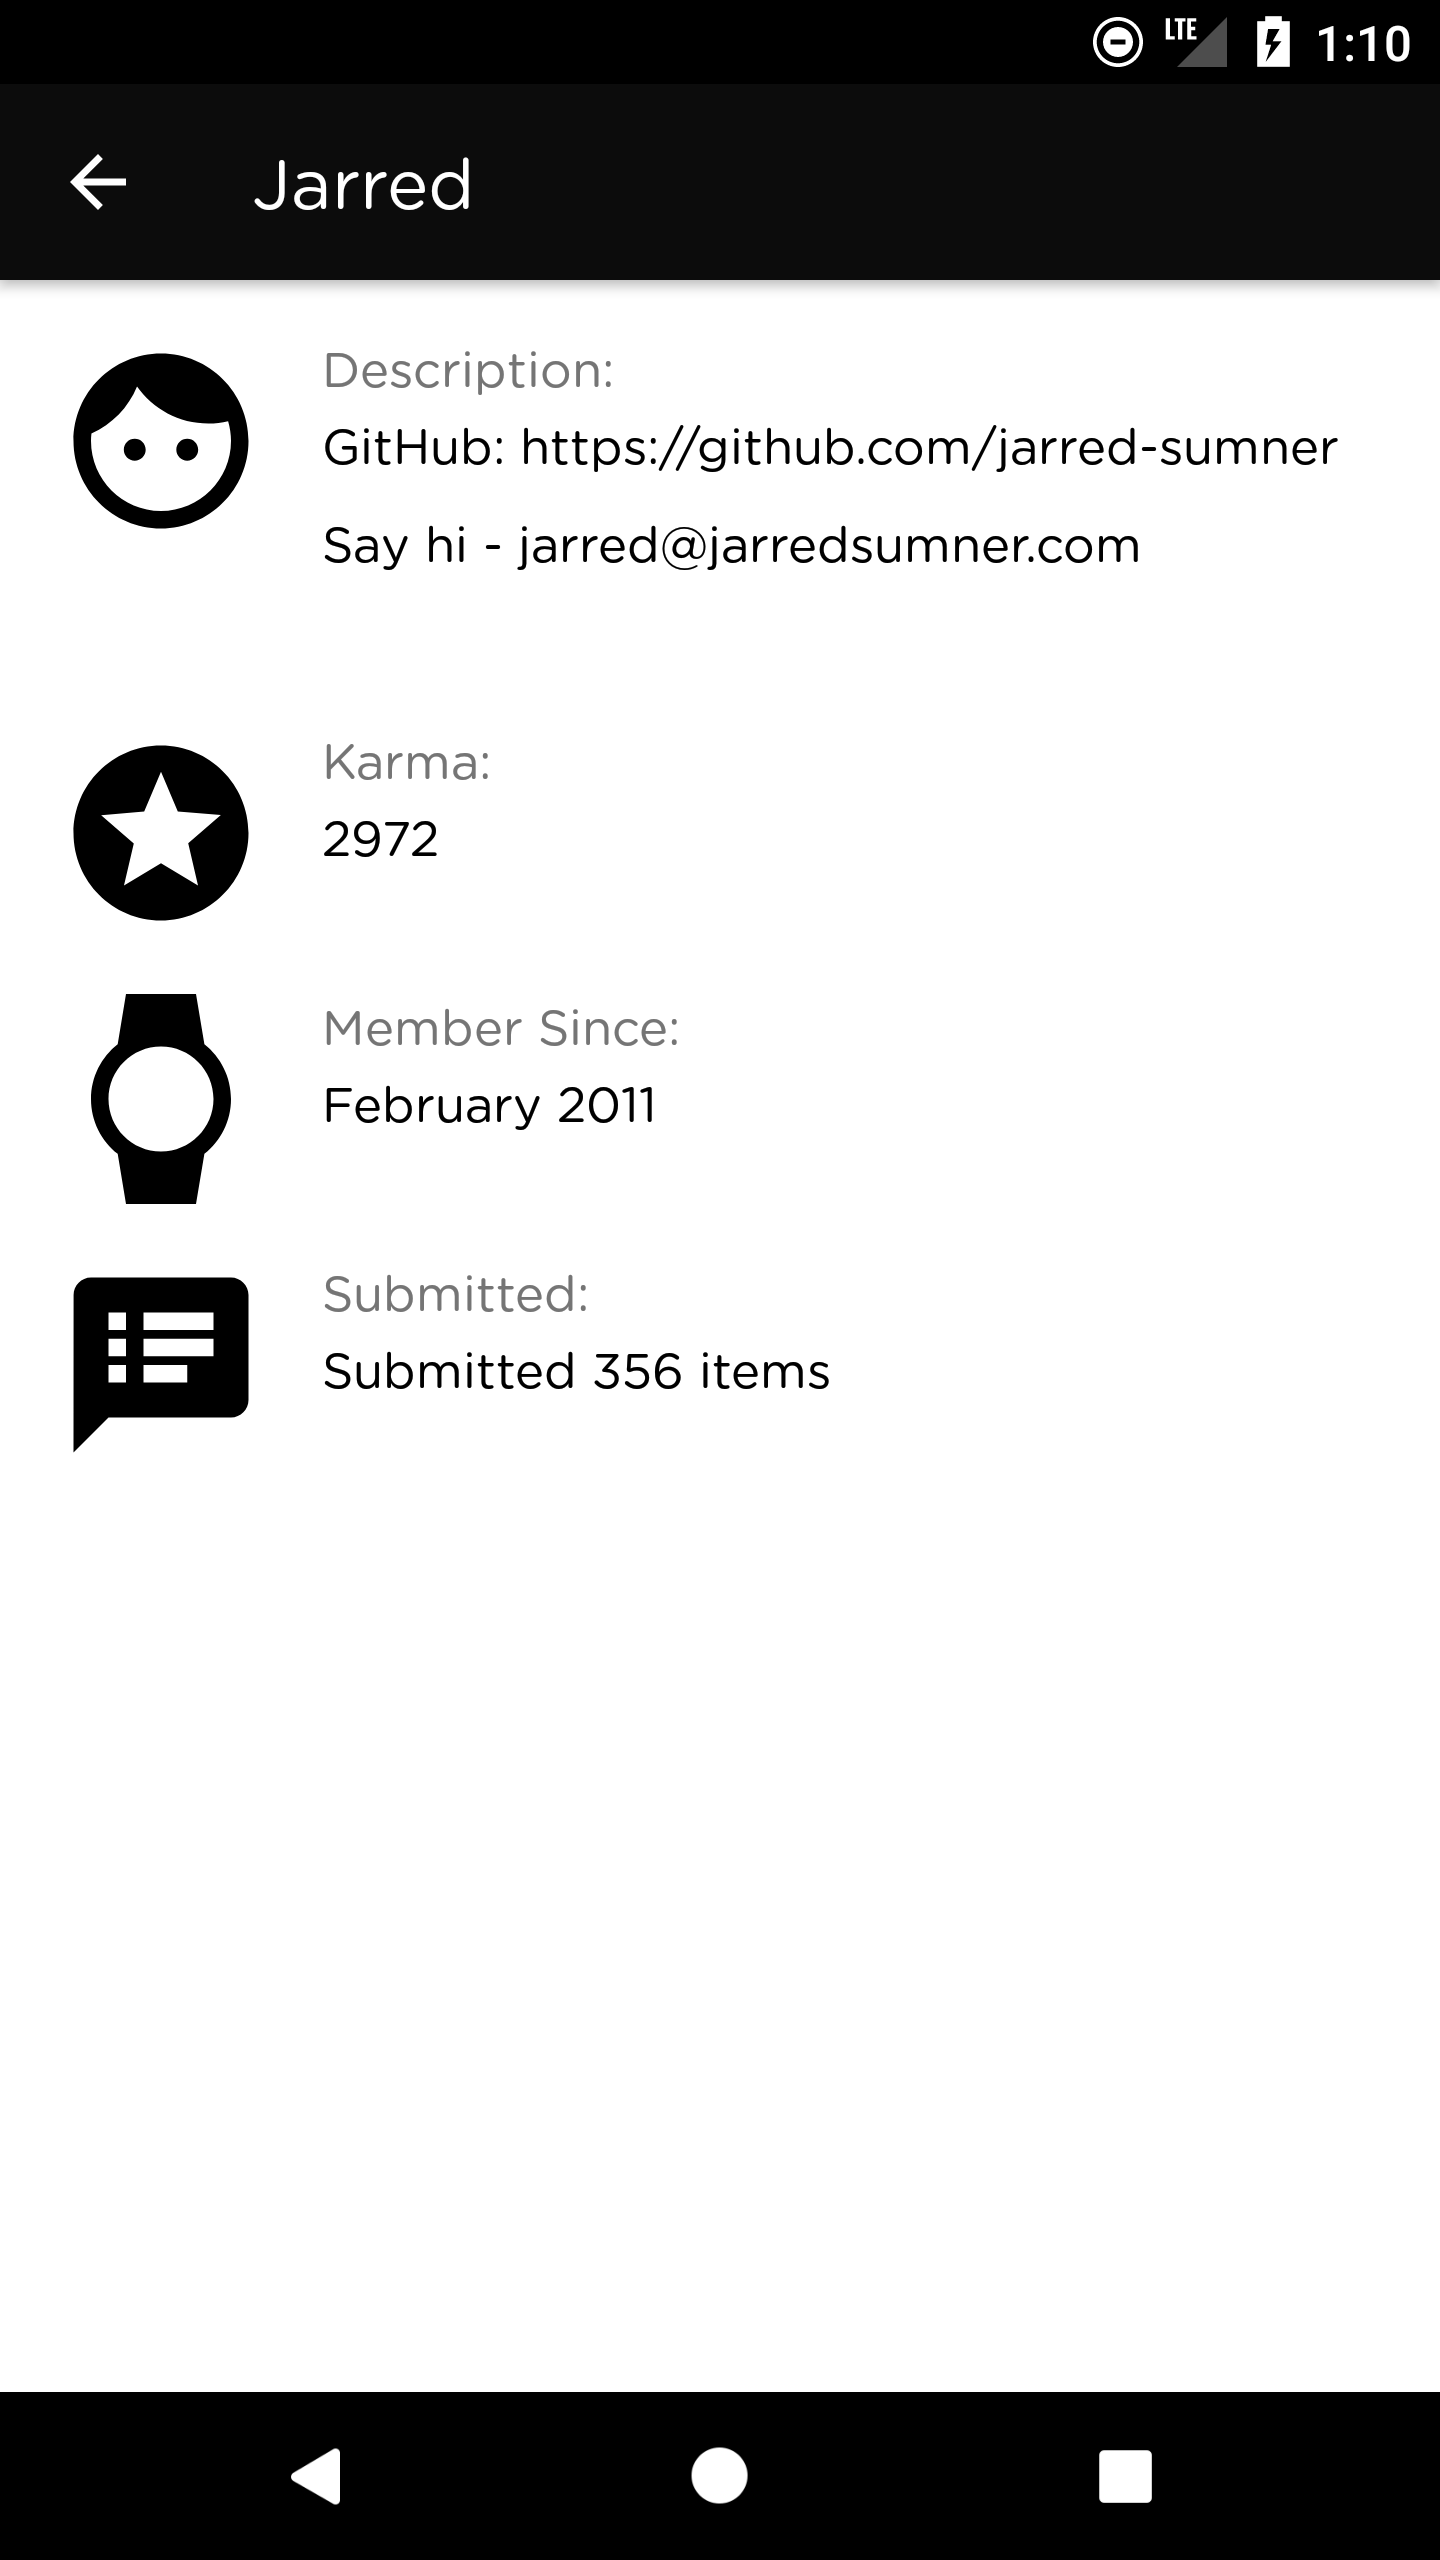 LTE 1:10
Jarred
Description:
GitHub: https://github.com/jarred-sumner
Say hi - jarred@jarredsumner.com
Karma:
2972
Member Since:
February 2011
Submitted:
Submitted 356 items